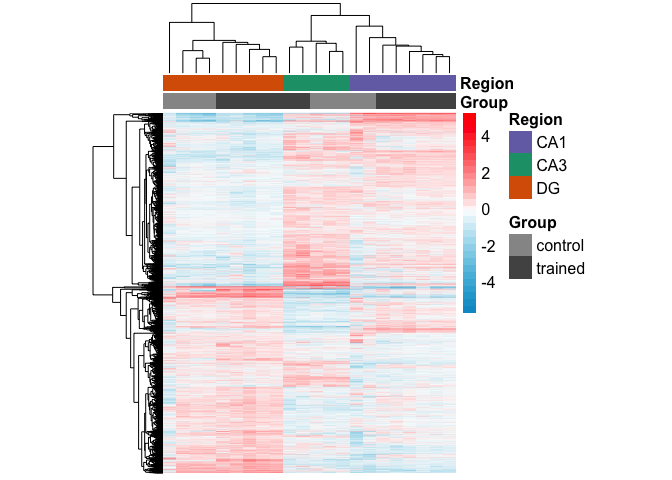 Region
Group
4
2
0
-2
-4
Region
CA1
CA3
DG
Group
control
trained